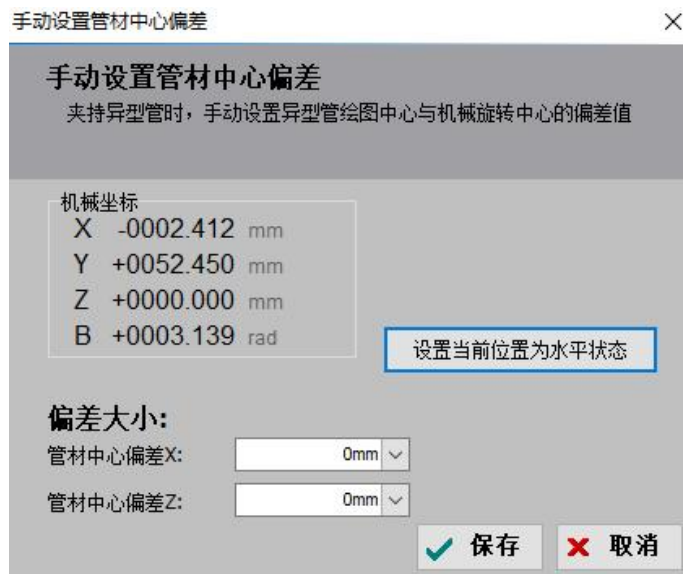 手动设置管材中心偏差
手动设置管材中心偏差
夹持异型管时，手动设置异型管绘图中心与机械旋转中心的偏差值
机械坐标
X -0002.412 mm
Y +0052.450 mm
Z +0000.000 mm
B +0003.139 rad
设置当前位置为水平状态
偏差大小:
管材中心偏差X: 0mm
管材中心偏差Z: 0mm
保存 取消